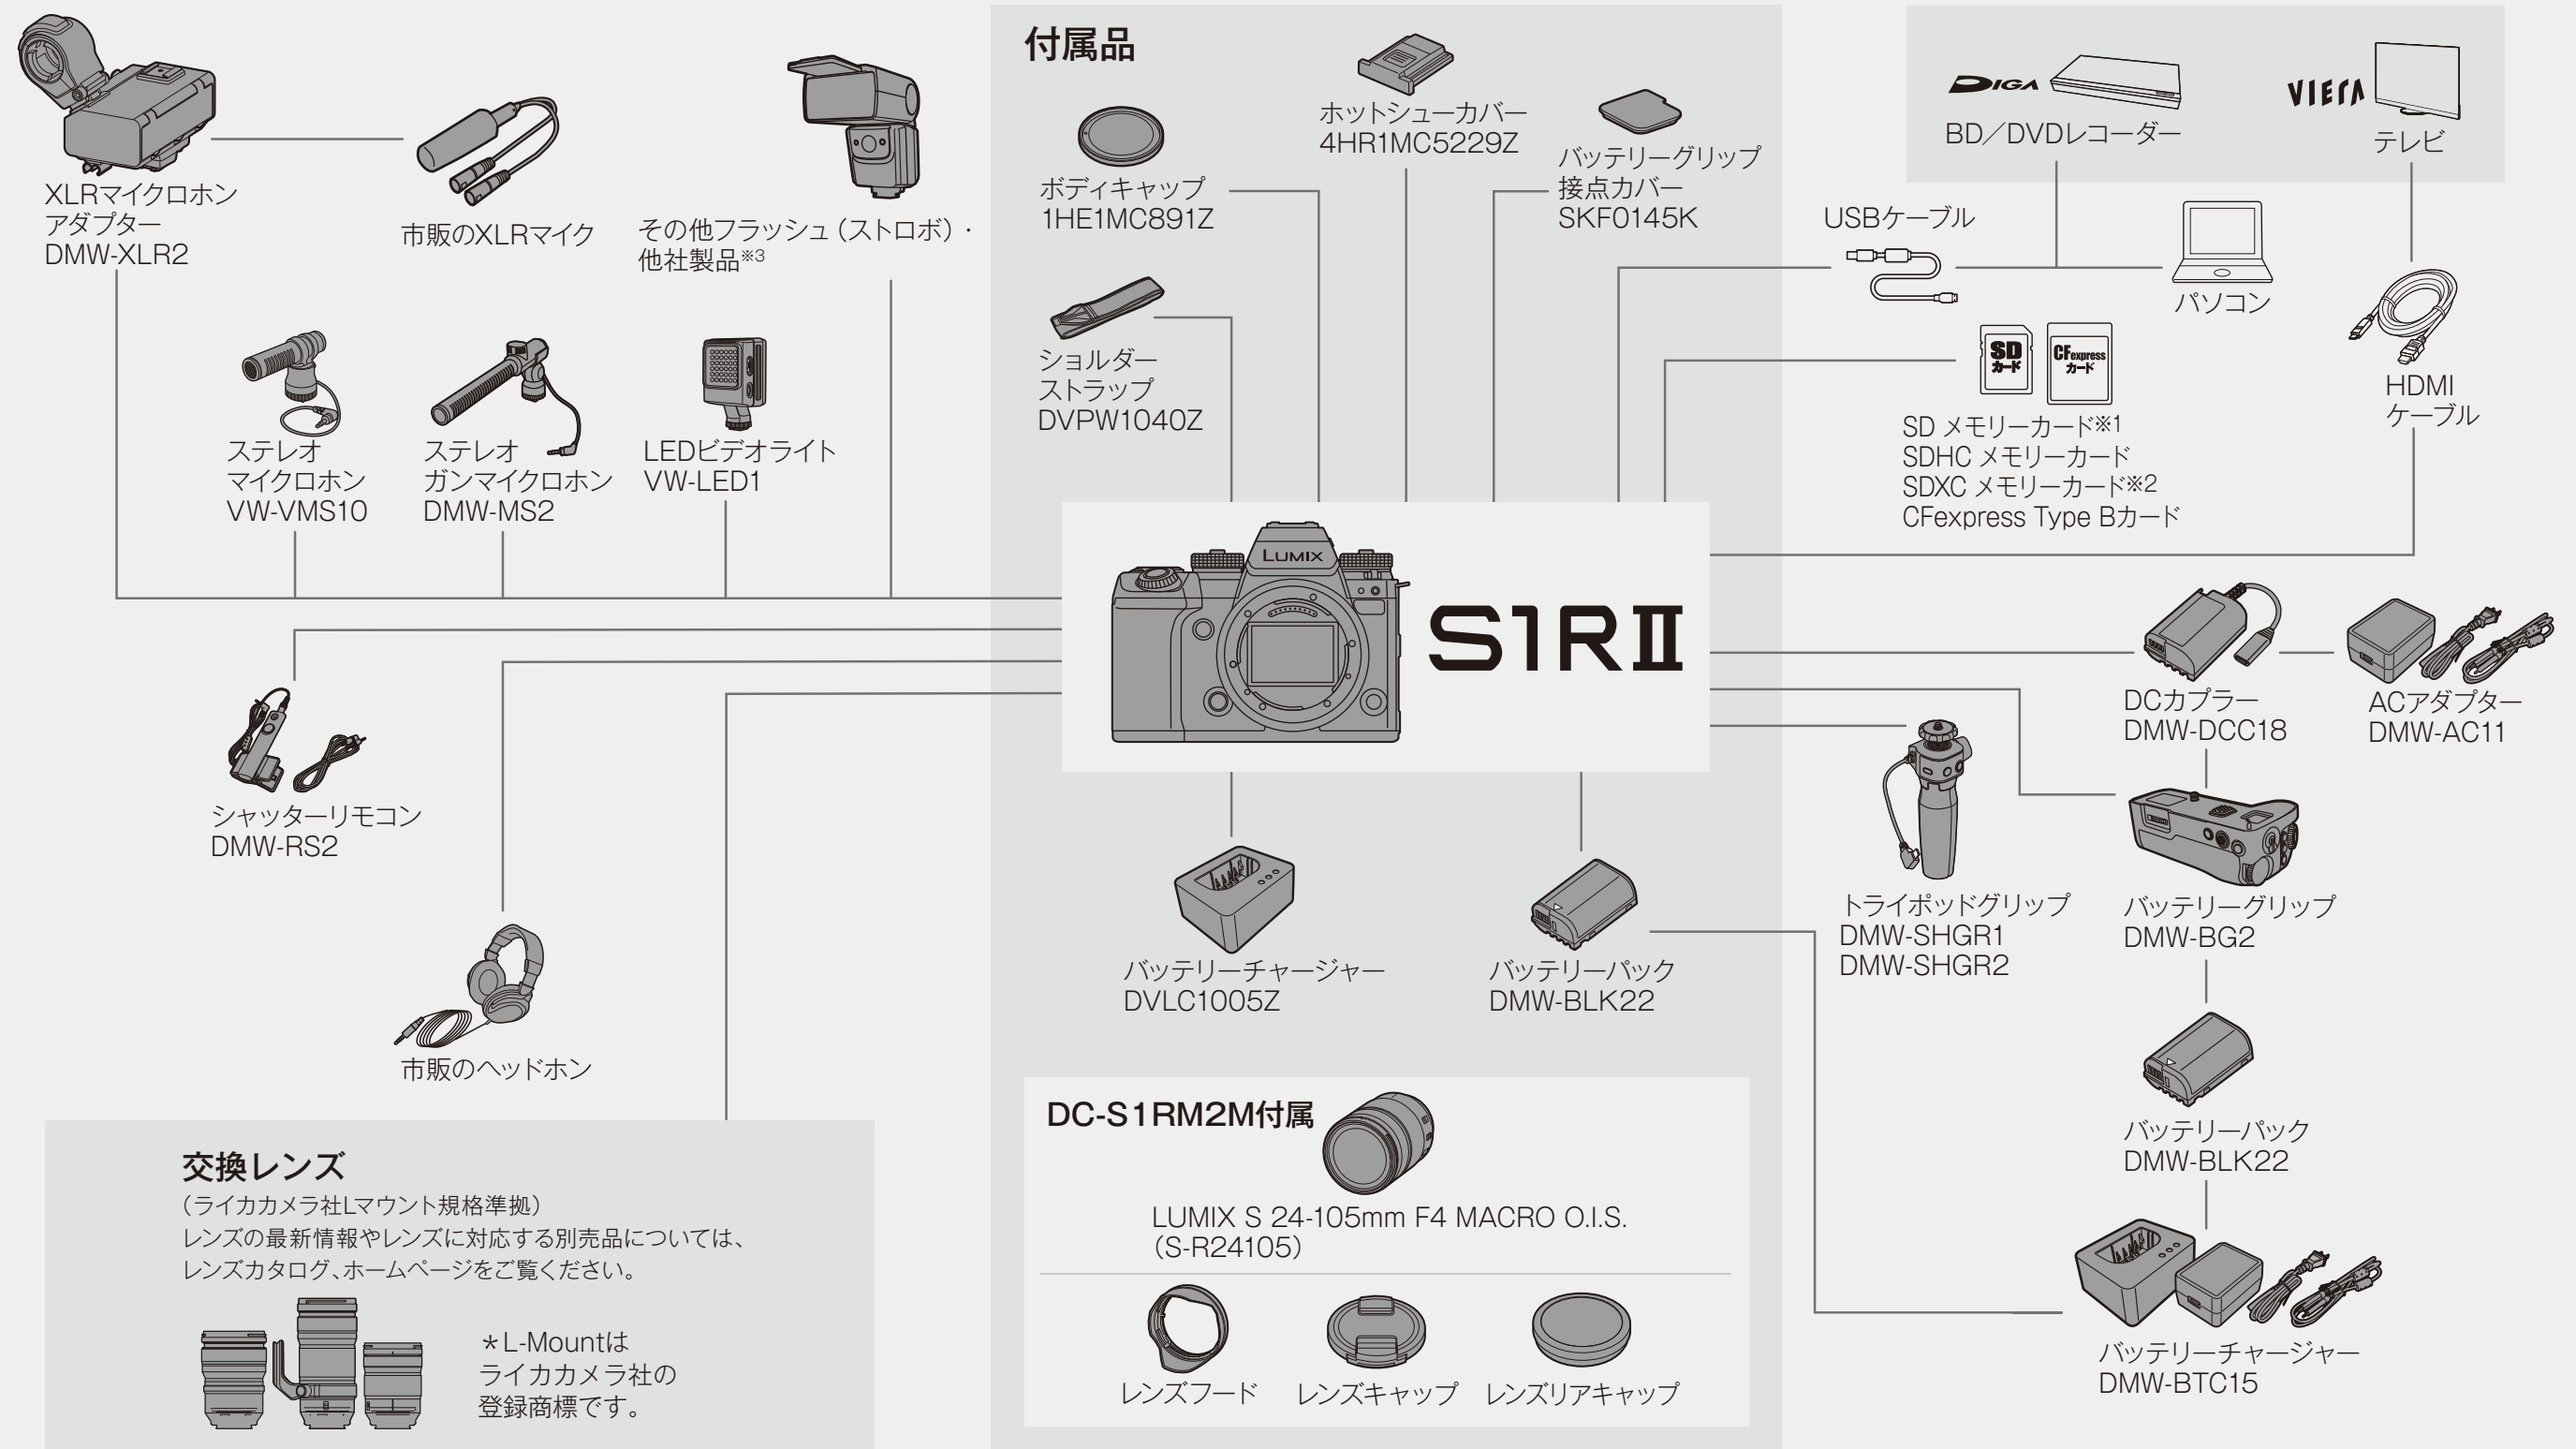 XLRマイクロホン
アダプター
DMW-XLR2
市販のXLRマイク
その他フラッシュ（ストロボ）・
他社製品※3
ステレオ
マイクロホン
VW-VMS10
ステレオ
ガンマイクロホン
DMW-MS2
LEDビデオライト
VW-LED1
シャッターリモコン
DMW-RS2
市販のヘッドホン
交換レンズ
（ライカカメラ社Lマウント規格準拠）
レンズの最新情報やレンズに対応する別売品については、
レンズカタログ、ホームページをご覧ください。
＊L-Mountは
ライカカメラ社の
登録商標です。
付属品
ボディキャップ
1HE1MC891Z
ホットシューカバー
4HR1MC5229Z
バッテリーグリップ
接点カバー
SKF0145K
ショルダー
ストラップ
DVPW1040Z
LUMIX
S1RII
バッテリーチャージャー
DVLC1005Z
バッテリーパック
DMW-BLK22
DC-S1RM2M付属
LUMIX S 24-105mm F4 MACRO O.I.S.
（S-R24105）
レンズフード
レンズキャップ
レンズリアキャップ
DIGA
BD／DVDレコーダー
VIERA
テレビ
USBケーブル
パソコン
HDMI
ケーブル
SD
カード
CFexpress
カード
SD メモリーカード※1
SDHC メモリーカード
SDXC メモリーカード※2
CFexpress Type Bカード
DCカプラー
DMW-DCC18
ACアダプター
DMW-AC11
トライポッドグリップ
DMW-SHGR1
DMW-SHGR2
バッテリーグリップ
DMW-BG2
バッテリーパック
DMW-BLK22
バッテリーチャージャー
DMW-BTC15